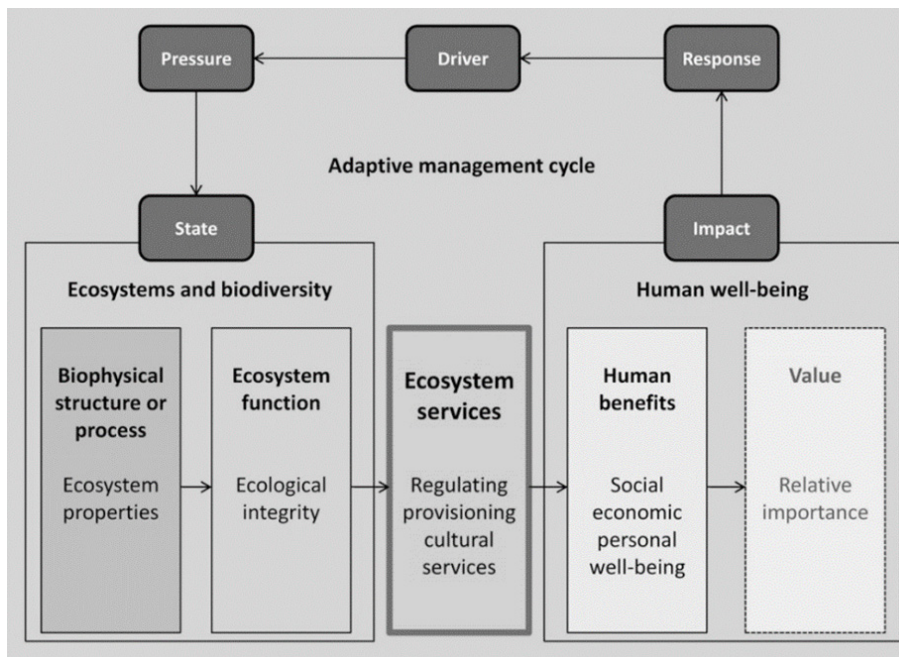 Pressure
Driver
Response
Adaptive management cycle
State
Impact
Ecosystems and biodiversity
Human well-being
Biophysical
structure or
process
Ecosystem
properties
Ecosystem
function
Ecological
integrity
Ecosystem
services
Regulating
provisioning
cultural
services
Human
benefits
Social
economic
personal
well-being
Value
Relative
importance